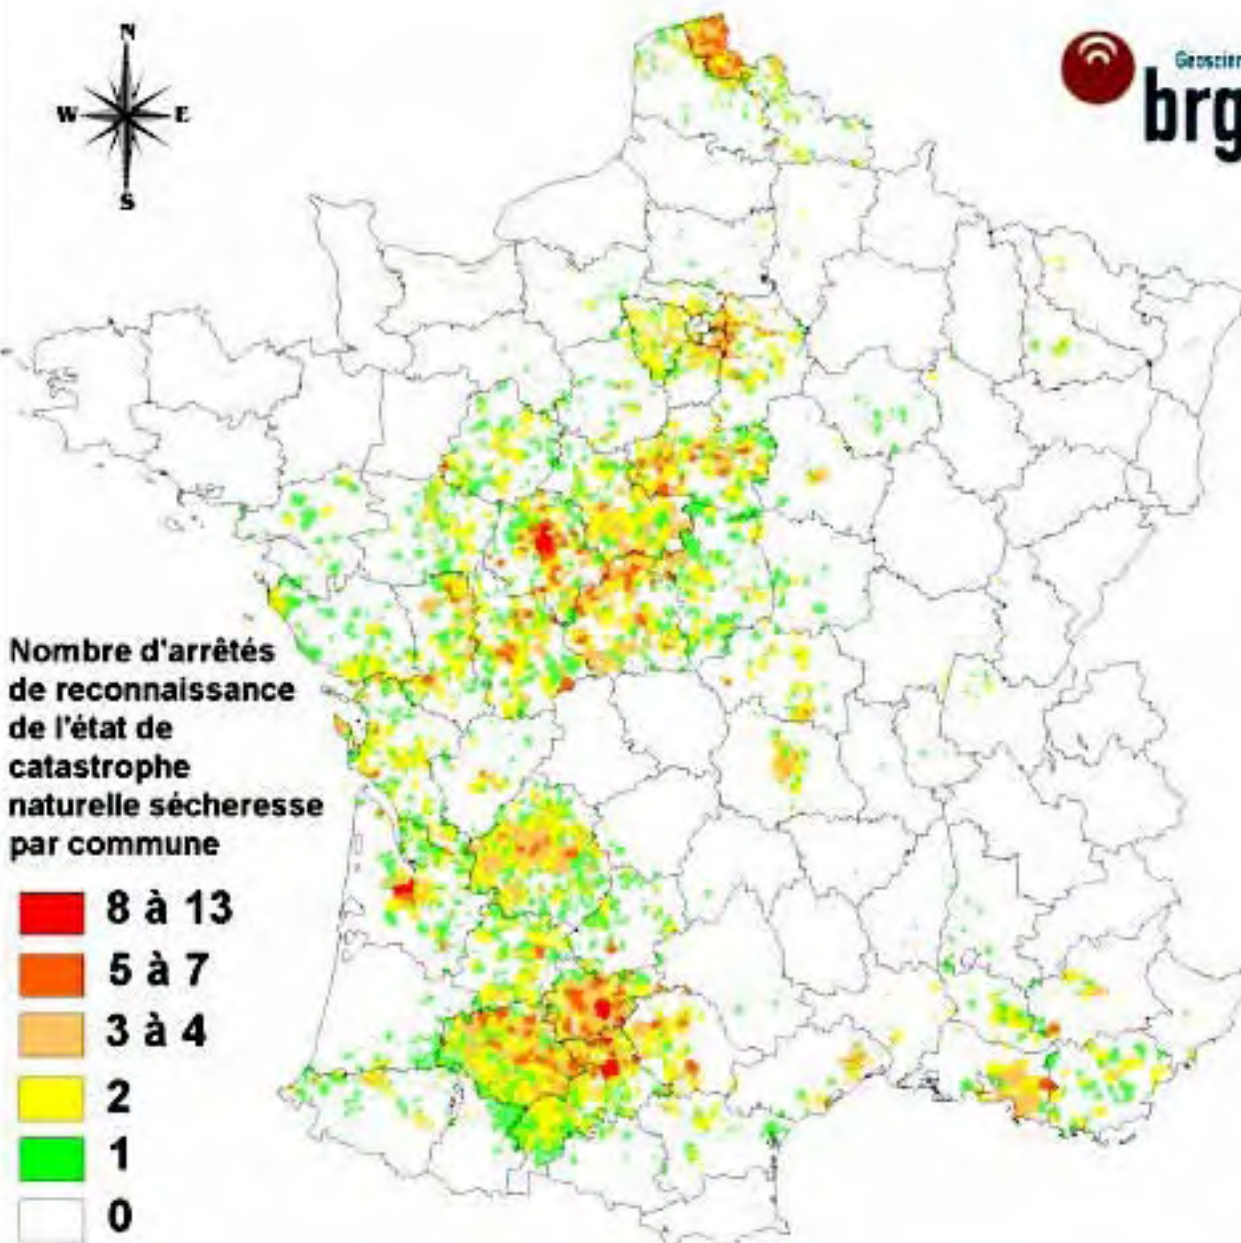 N
W E
S
brg
Nombre d'arrêtés
de reconnaissance
de l'état de
catastrophe
naturelle sécheresse
par commune
8 à 13
5 à 7
3 à 4
2
1
0